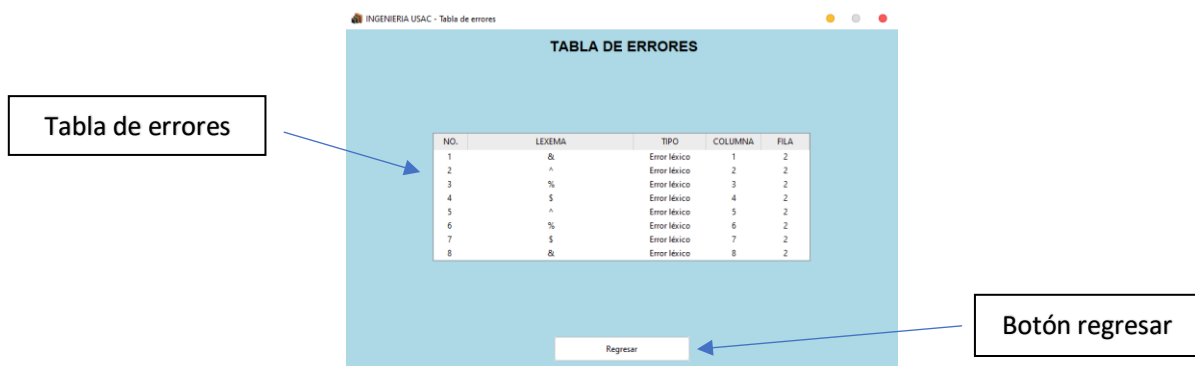 INGENIERIA USAC - Tabla de errores
TABLA DE ERRORES
Tabla de errores
NO. LEXEMA TIPO COLUMNA FILA
1 & Error léxico 1 2
2 ^ Error léxico 2 2
3 % Error léxico 3 2
4 $ Error léxico 4 2
5 ^ Error léxico 5 2
6 % Error léxico 6 2
7 $ Error léxico 7 2
8 & Error léxico 8 2
Botón regresar
Regresar